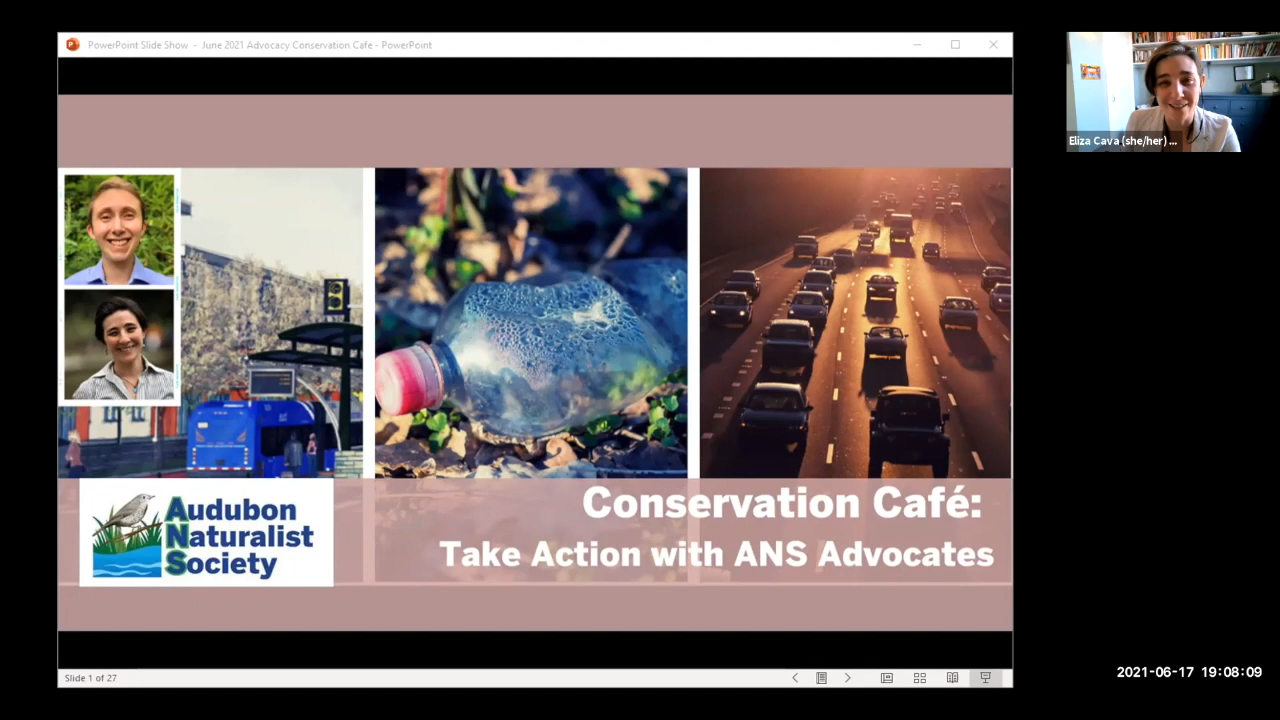 PowerPoint Slide Show - June 2021 Advocacy Conservation Cafe - PowerPoint
Eliza Cava (she/her) ...
Audubon
Naturalist
Society
Conservation Café:
Take Action with ANS Advocates
Slide 1 of 27
2021-06-17 19:08:09